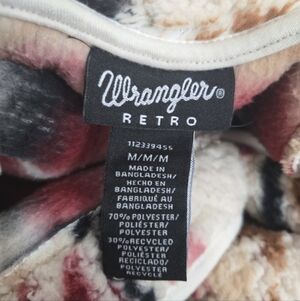 Wrangler®
RETRO
112339455
M/M/M
MADE IN
BANGLADESH/
HECHO EN
BANGLADESH/
FABRIQUÉ AU
BANGLADESH
70% POLYESTER/
POLIÉSTER/
POLYESTER
30% RECYCLED
POLYESTER/
POLIÉSTER
RECICLADO/
POLYESTER
RECYCLÉ